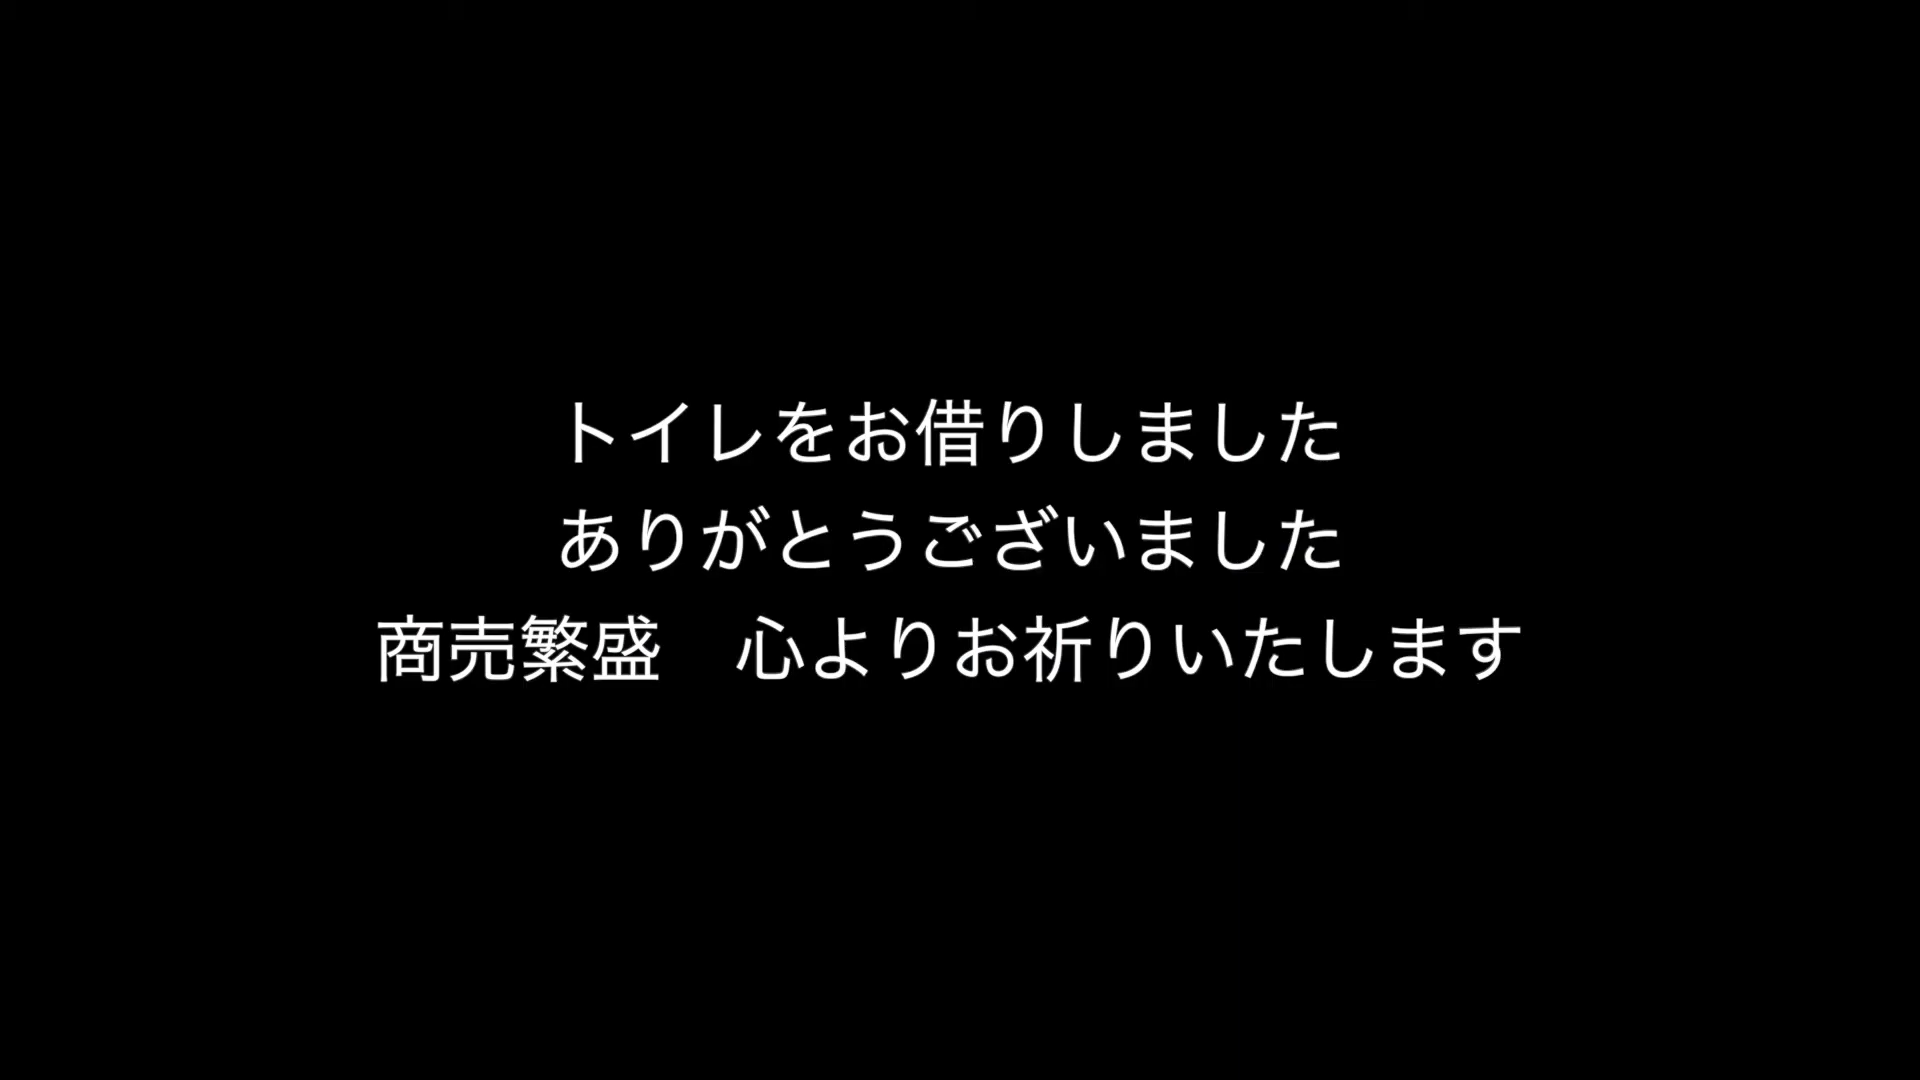 トイレをお借りしました
ありがとうございました
商売繁盛　心よりお祈りいたします